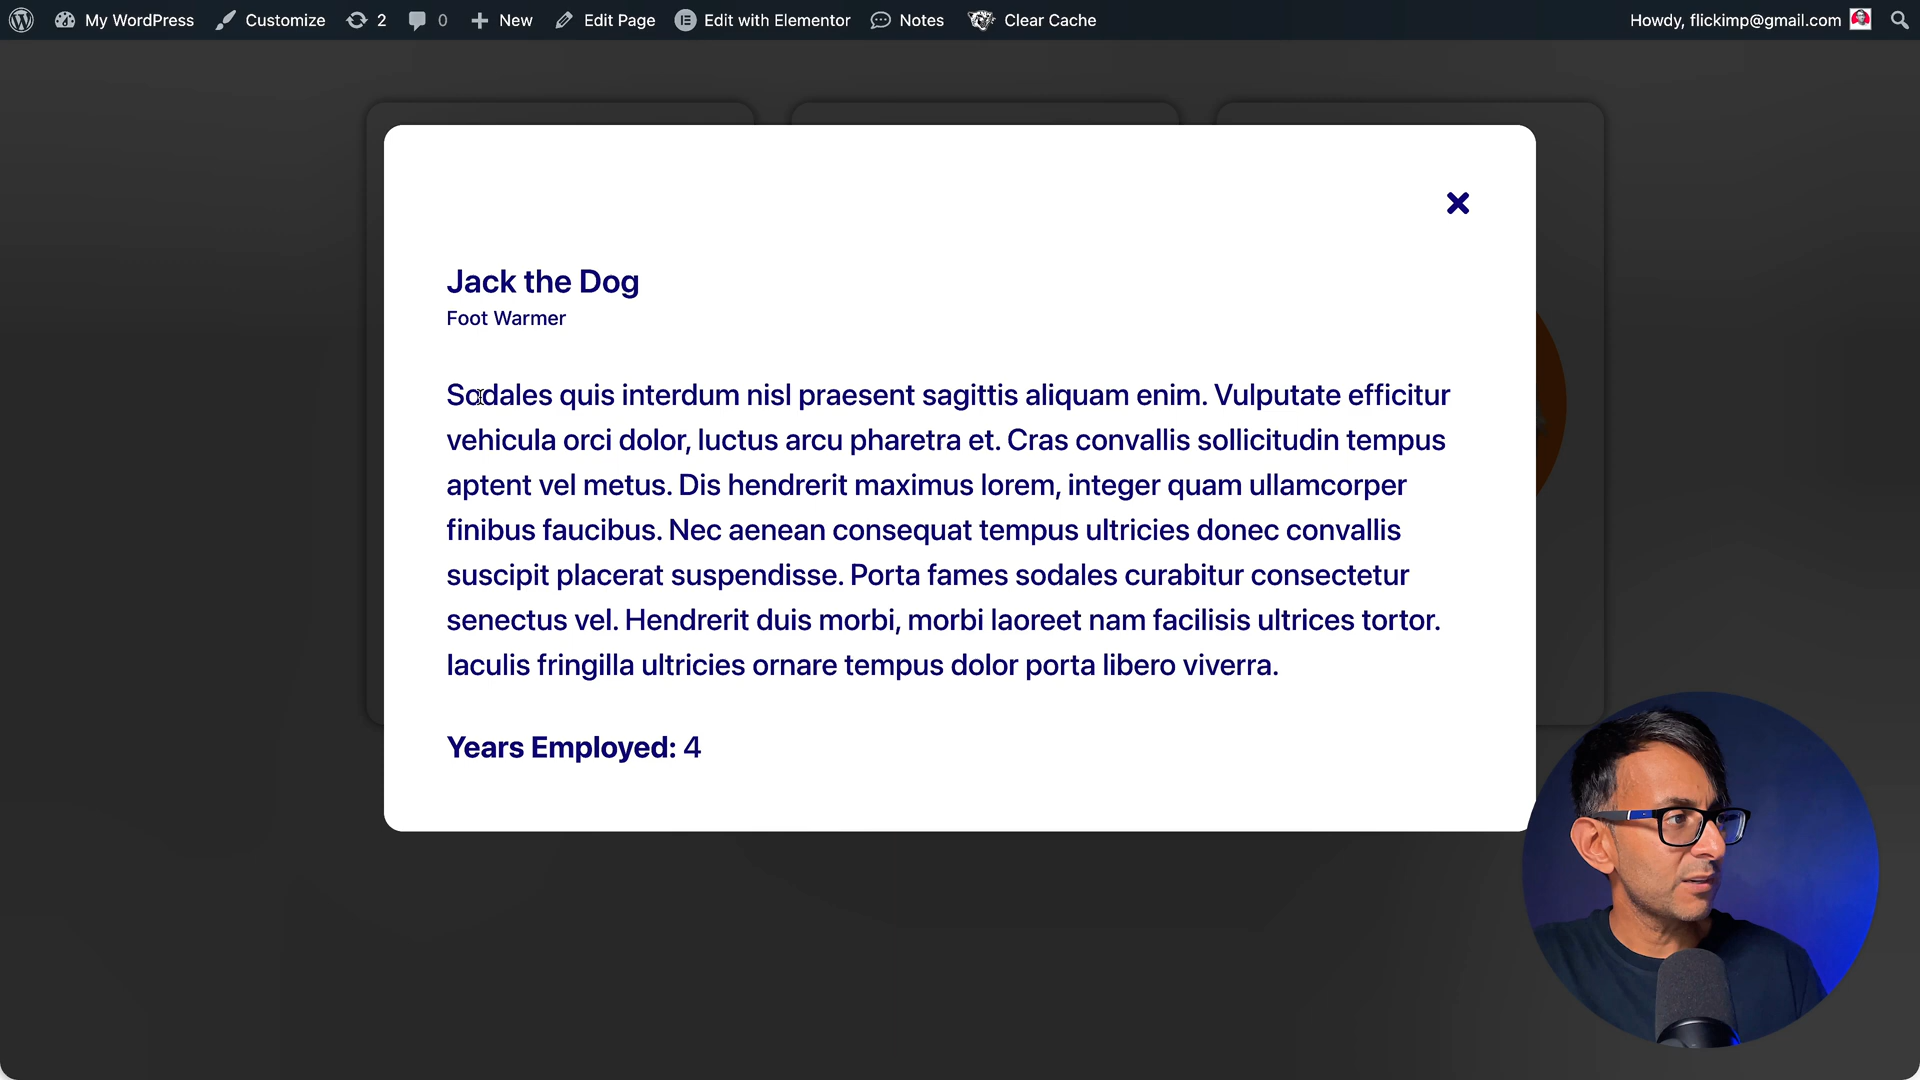 My WordPress Customize 2 0 New Edit Page Edit with Elementor Notes Clear Cache Howdy, flickimp@gmail.com
Jack the Dog
Foot Warmer
Sodales quis interdum nisl praesent sagittis aliquam enim. Vulputate efficitur
vehicula orci dolor, luctus arcu pharetra et. Cras convallis sollicitudin tempus
aptent vel metus. Dis hendrerit maximus lorem, integer quam ullamcorper
finibus faucibus. Nec aenean consequat tempus ultricies donec convallis
suscipit placerat suspendisse. Porta fames sodales curabitur consectetur
senectus vel. Hendrerit duis morbi, morbi laoreet nam facilisis ultrices tortor.
Iaculis fringilla ultricies ornare tempus dolor porta libero viverra.
Years Employed: 4